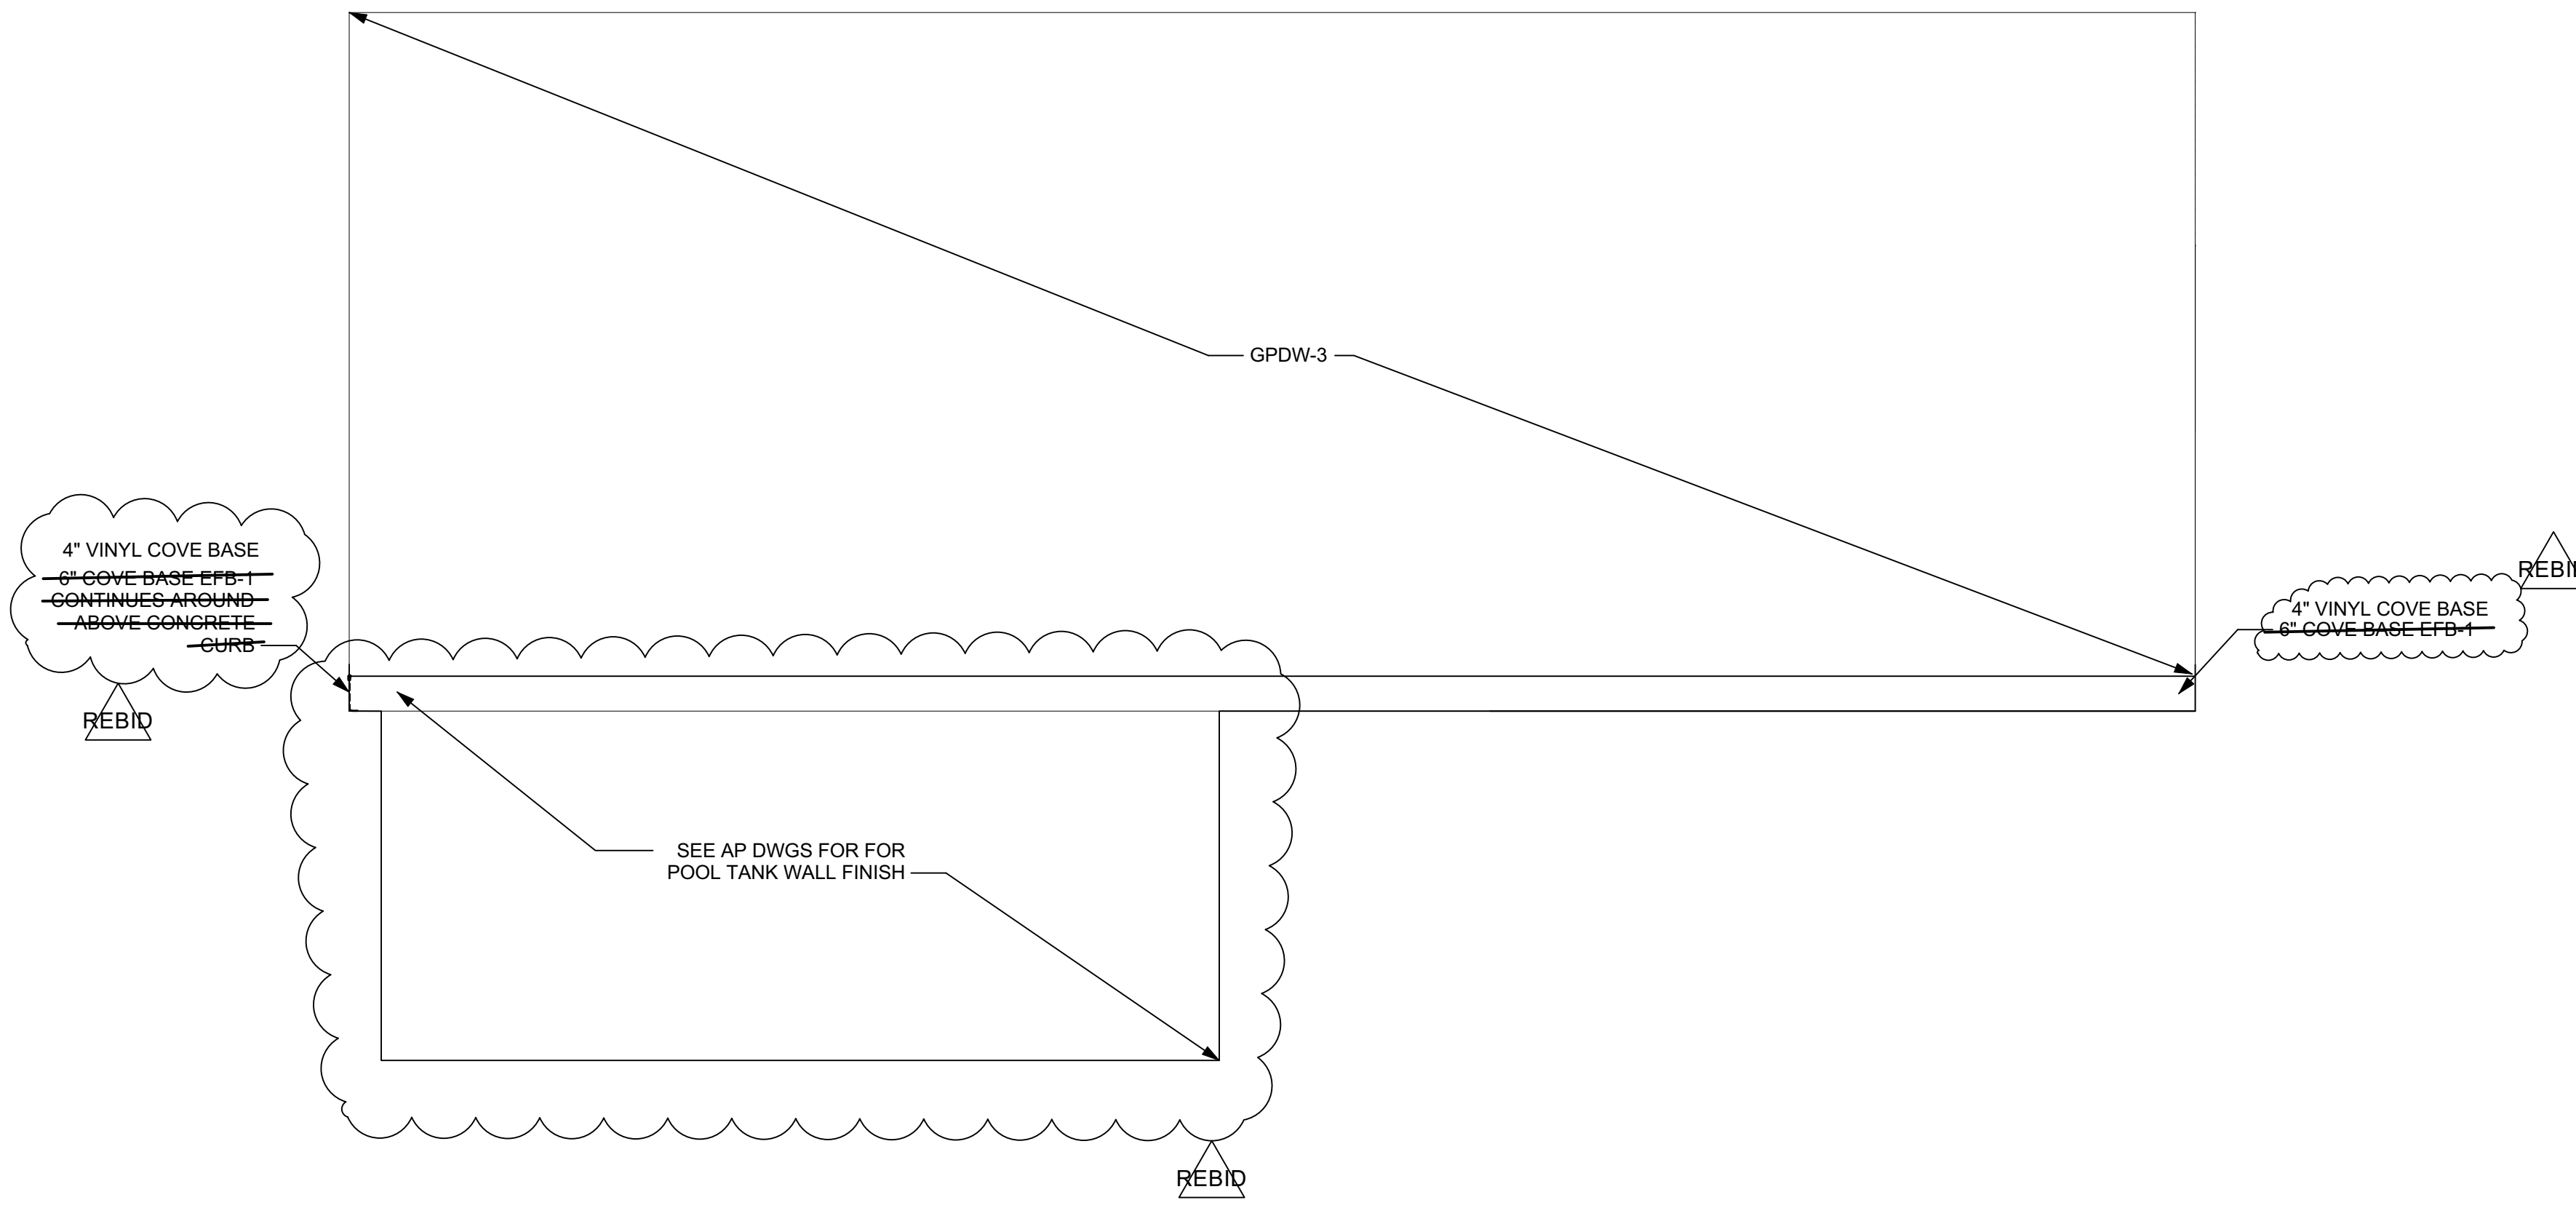 GPDW-3
4" VINYL COVE BASE
6" COVE BASE EFB-1
CONTINUES AROUND
ABOVE CONCRETE
CURB
REBID
REBID
4" VINYL COVE BASE
6" COVE BASE EFB-1
SEE AP DWGS FOR FOR
POOL TANK WALL FINISH
REBID